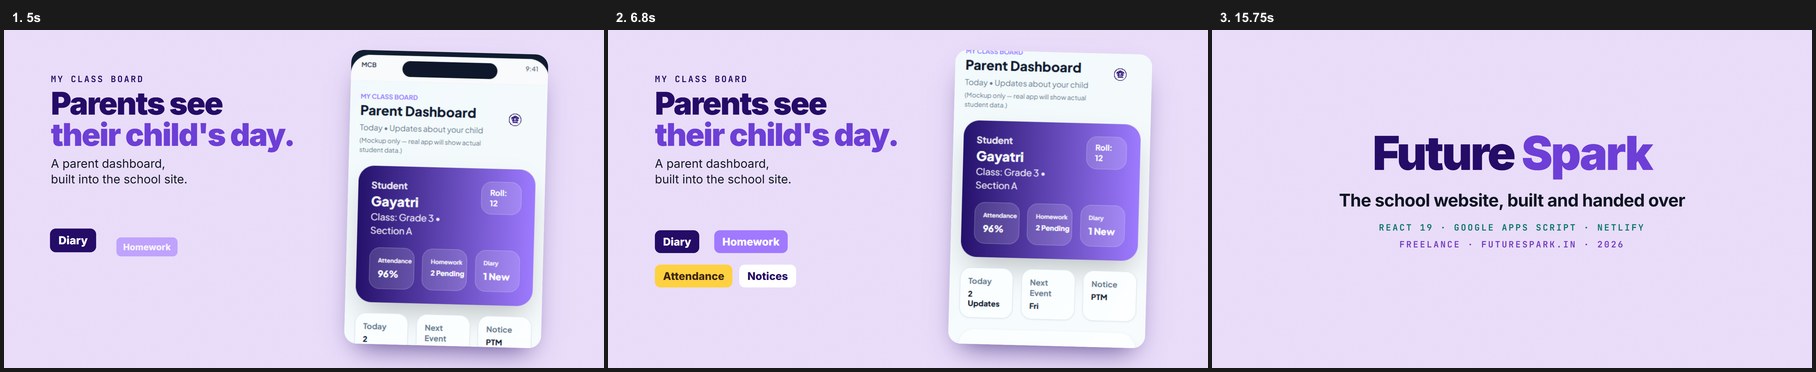 1. 5s
MY CLASS BOARD
Parents see
their child's day.
A parent dashboard,
built into the school site.
Diary
Homework
MCB
9:41
MY CLASS BOARD
Parent Dashboard
Today • Updates about your child
(Mockup only — real app will show actual
student data.)
Student
Gayatri
Class: Grade 3 •
Section A
Roll:
12
Attendance
96%
Homework
2 Pending
Diary
1 New
Today
2
Next
Event
Notice
PTM
2. 6.8s
MY CLASS BOARD
Parents see
their child's day.
A parent dashboard,
built into the school site.
Diary
Homework
Attendance
Notices
MY CLASS BOARD
Parent Dashboard
Today • Updates about your child
(Mockup only — real app will show actual
student data.)
Student
Gayatri
Class: Grade 3 •
Section A
Roll:
12
Attendance
96%
Homework
2 Pending
Diary
1 New
Today
2
Updates
Next
Event
Fri
Notice
PTM
3. 15.75s
Future Spark
The school website, built and handed over
REACT 19 · GOOGLE APPS SCRIPT · NETLIFY
FREELANCE · FUTURESPARK.IN · 2026